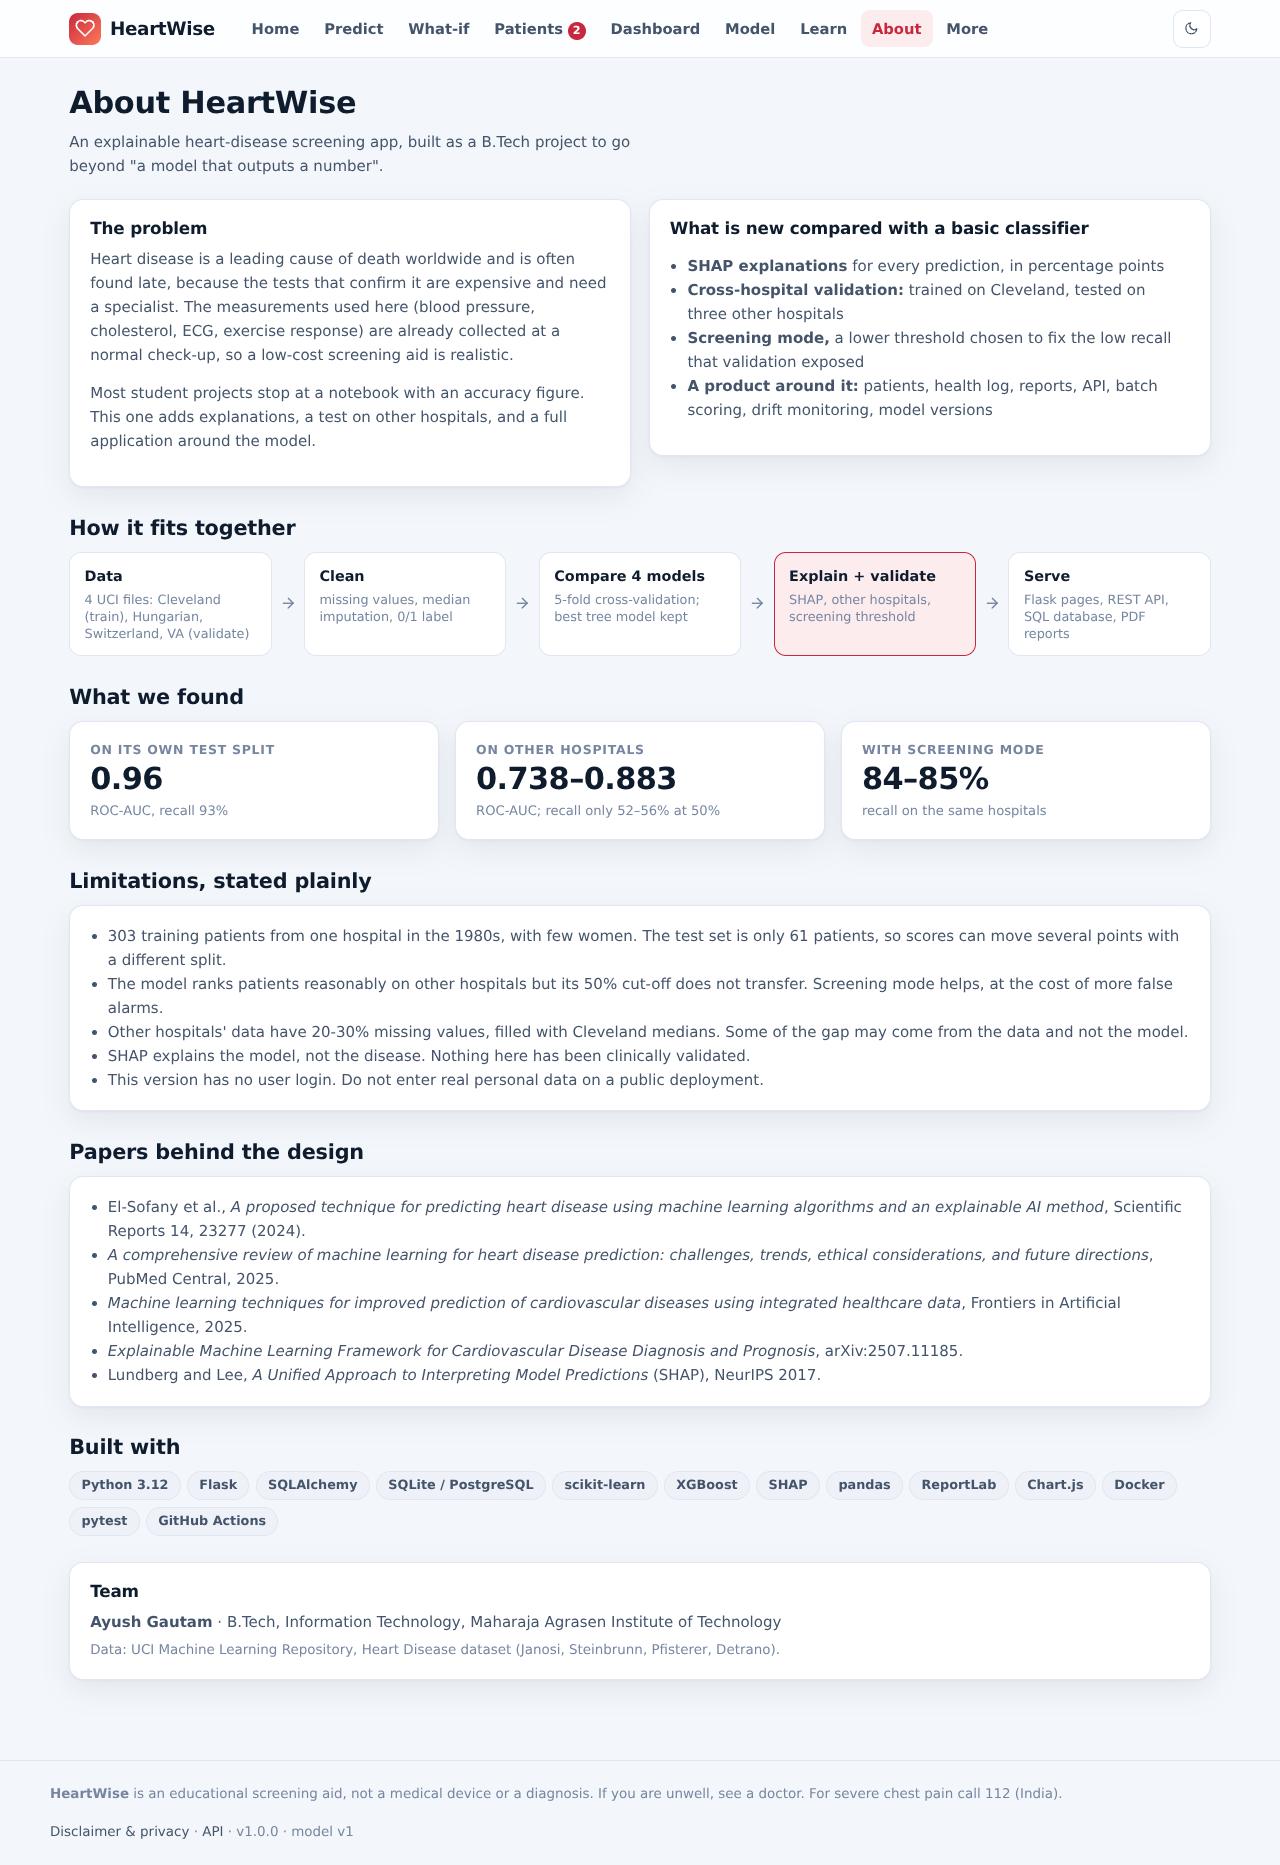 HeartWise
Home
Predict
What-if
Patients 2
Dashboard
Model
Learn
About
More
About HeartWise
An explainable heart-disease screening app, built as a B.Tech project to go
beyond "a model that outputs a number".
The problem
Heart disease is a leading cause of death worldwide and is often
found late, because the tests that confirm it are expensive and need
a specialist. The measurements used here (blood pressure,
cholesterol, ECG, exercise response) are already collected at a
normal check-up, so a low-cost screening aid is realistic.
Most student projects stop at a notebook with an accuracy figure.
This one adds explanations, a test on other hospitals, and a full
application around the model.
What is new compared with a basic classifier
• SHAP explanations for every prediction, in percentage points
• Cross-hospital validation: trained on Cleveland, tested on
three other hospitals
• Screening mode, a lower threshold chosen to fix the low recall
that validation exposed
• A product around it: patients, health log, reports, API, batch
scoring, drift monitoring, model versions
How it fits together
Data
4 UCI files: Cleveland
(train), Hungarian,
Switzerland, VA (validate)
→
Clean
missing values, median
imputation, 0/1 label
→
Compare 4 models
5-fold cross-validation;
best tree model kept
→
Explain + validate
SHAP, other hospitals,
screening threshold
→
Serve
Flask pages, REST API,
SQL database, PDF
reports
What we found
ON ITS OWN TEST SPLIT
0.96
ROC-AUC, recall 93%
ON OTHER HOSPITALS
0.738–0.883
ROC-AUC; recall only 52–56% at 50%
WITH SCREENING MODE
84–85%
recall on the same hospitals
Limitations, stated plainly
• 303 training patients from one hospital in the 1980s, with few women. The test set is only 61 patients, so scores can move several points with
a different split.
• The model ranks patients reasonably on other hospitals but its 50% cut-off does not transfer. Screening mode helps, at the cost of more false
alarms.
• Other hospitals' data have 20-30% missing values, filled with Cleveland medians. Some of the gap may come from the data and not the model.
• SHAP explains the model, not the disease. Nothing here has been clinically validated.
• This version has no user login. Do not enter real personal data on a public deployment.
Papers behind the design
• El-Sofany et al., A proposed technique for predicting heart disease using machine learning algorithms and an explainable AI method, Scientific
Reports 14, 23277 (2024).
• A comprehensive review of machine learning for heart disease prediction: challenges, trends, ethical considerations, and future directions,
PubMed Central, 2025.
• Machine learning techniques for improved prediction of cardiovascular diseases using integrated healthcare data, Frontiers in Artificial
Intelligence, 2025.
• Explainable Machine Learning Framework for Cardiovascular Disease Diagnosis and Prognosis, arXiv:2507.11185.
• Lundberg and Lee, A Unified Approach to Interpreting Model Predictions (SHAP), NeurIPS 2017.
Built with
Python 3.12
Flask
SQLAlchemy
SQLite / PostgreSQL
scikit-learn
XGBoost
SHAP
pandas
ReportLab
Chart.js
Docker
pytest
GitHub Actions
Team
Ayush Gautam · B.Tech, Information Technology, Maharaja Agrasen Institute of Technology
Data: UCI Machine Learning Repository, Heart Disease dataset (Janosi, Steinbrunn, Pfisterer, Detrano).
HeartWise is an educational screening aid, not a medical device or a diagnosis. If you are unwell, see a doctor. For severe chest pain call 112 (India).
Disclaimer & privacy · API · v1.0.0 · model v1